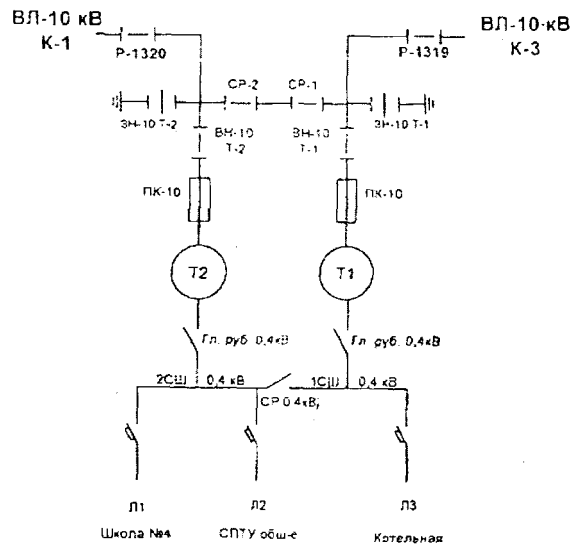 ВЛ-10 кВ
К-1
ВЛ-10-кВ
К-3
Р-1320
Р-1319
СР-2
СР-1
ЗН-10 Т-2
ВН-10
Т-2
ВН-10
Т-1
ЗН-10 Т-1
ПК-10
ПК-10
Т2
Т1
Гл. руб. 0,4кВ
Гл. руб. 0,4кВ
2СШ 0,4 кВ
1СШ 0,4 кВ
СР 0.4кВ
Л1
Л2
Л3
Школа №4
СПТУ общ-е
Котельная